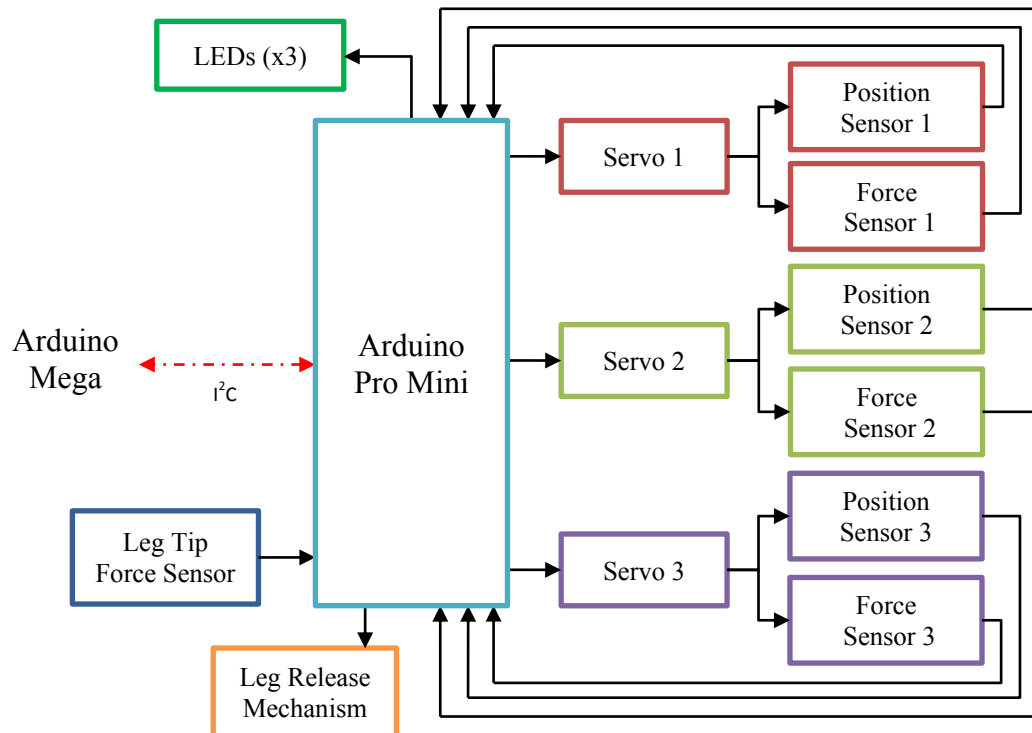 LEDs (x3)
Position
Sensor 1
Servo 1
Force
Sensor 1
Position
Sensor 2
Arduino
Mega
I²C
Arduino
Pro Mini
Servo 2
Force
Sensor 2
Position
Sensor 3
Leg Tip
Force Sensor
Servo 3
Force
Sensor 3
Leg Release
Mechanism